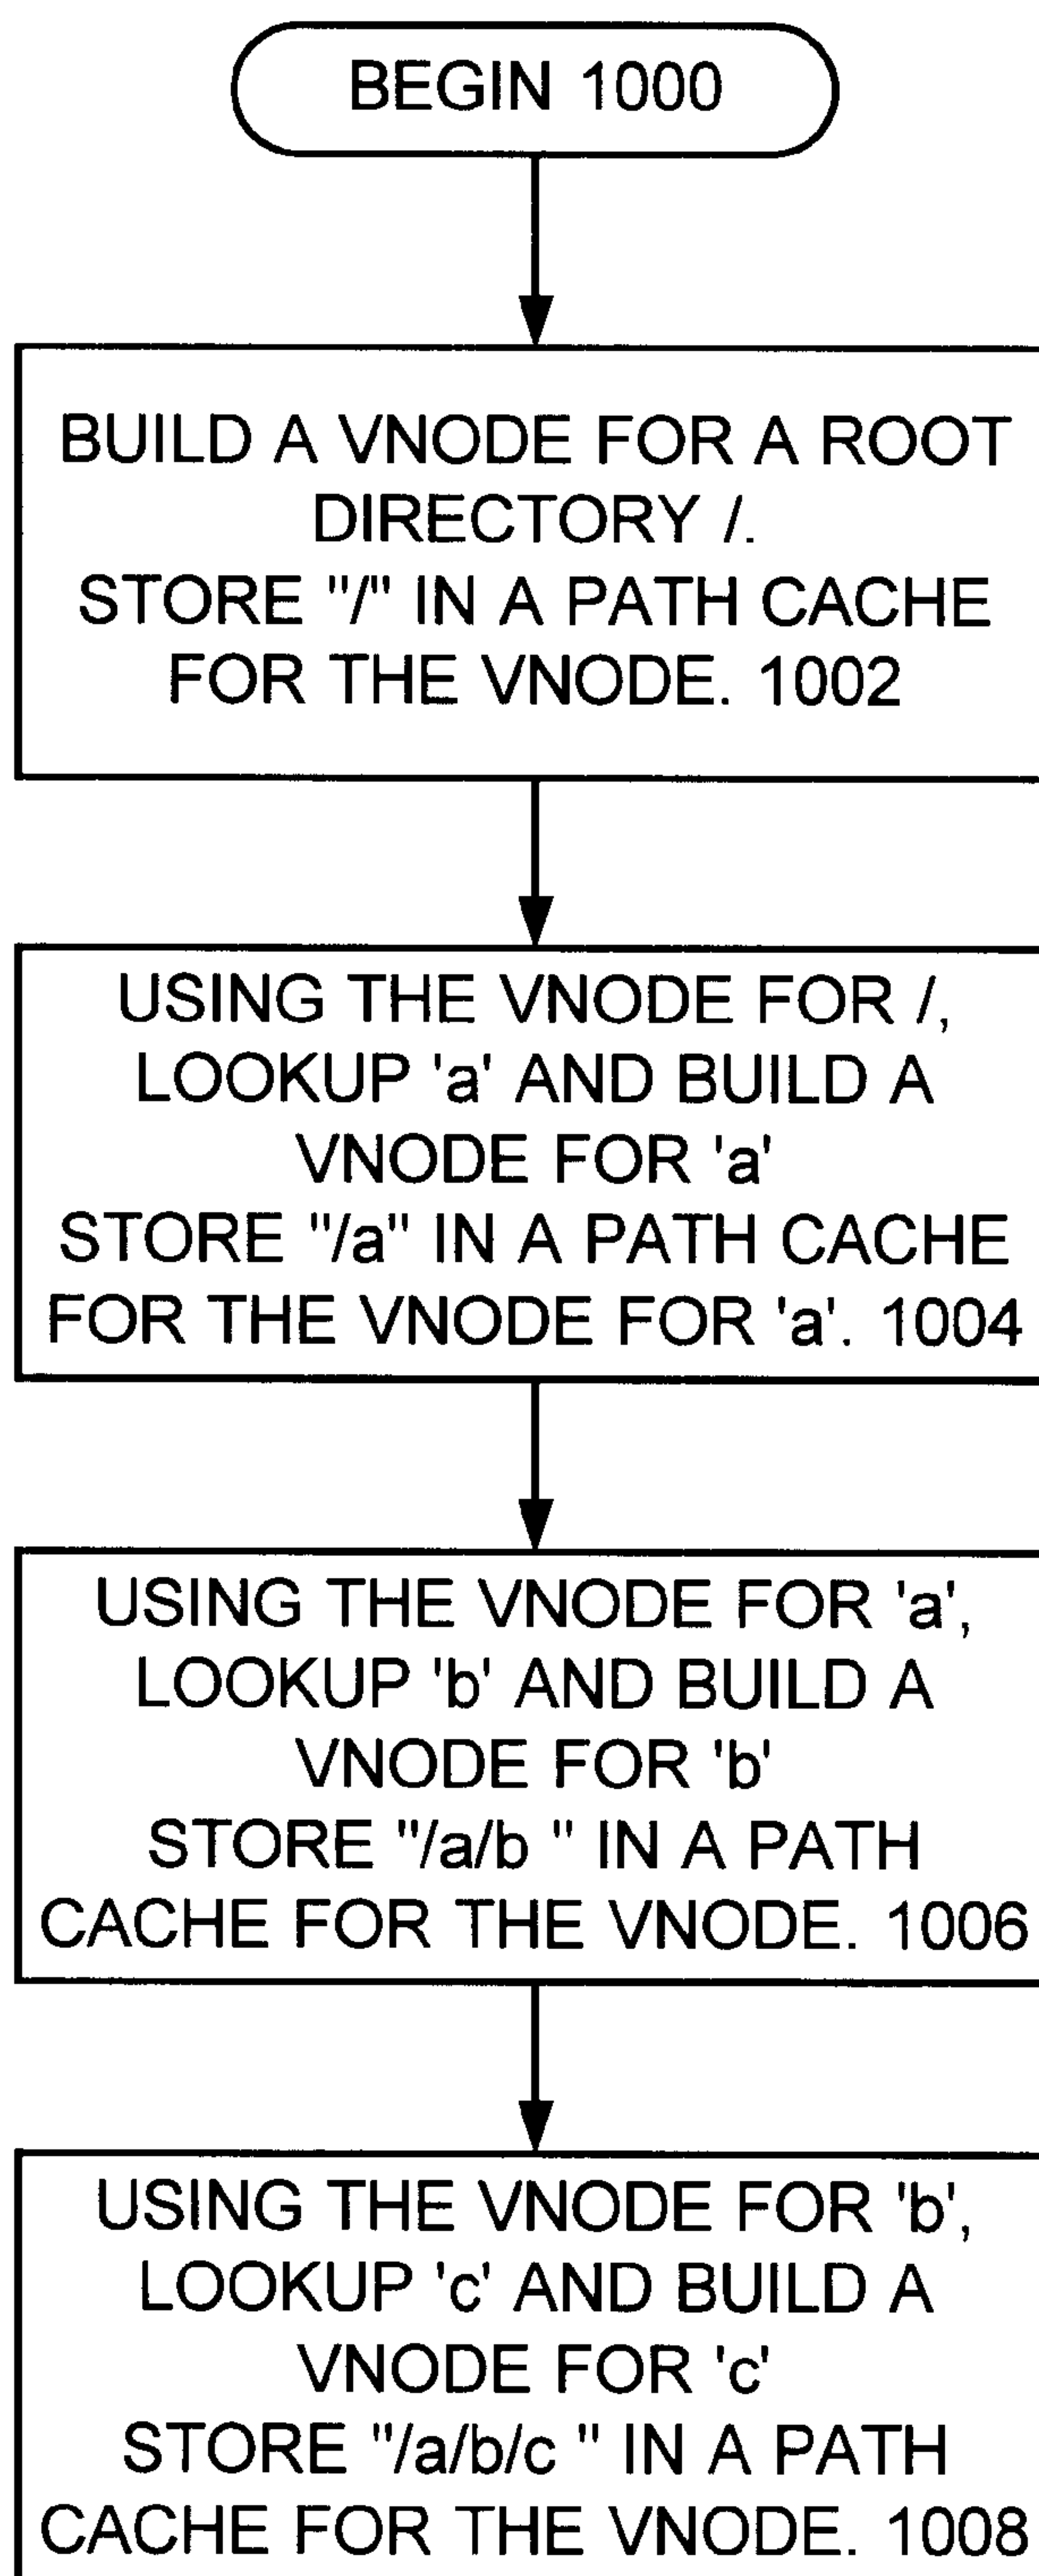 BEGIN 1000
BUILD A VNODE FOR A ROOT
DIRECTORY /.
STORE "/" IN A PATH CACHE
FOR THE VNODE. 1002
USING THE VNODE FOR /,
LOOKUP 'a' AND BUILD A
VNODE FOR 'a'
STORE "/a" IN A PATH CACHE
FOR THE VNODE FOR 'a'. 1004
USING THE VNODE FOR 'a',
LOOKUP 'b' AND BUILD A
VNODE FOR 'b'
STORE "/a/b " IN A PATH
CACHE FOR THE VNODE. 1006
USING THE VNODE FOR 'b',
LOOKUP 'c' AND BUILD A
VNODE FOR 'c'
STORE "/a/b/c " IN A PATH
CACHE FOR THE VNODE. 1008